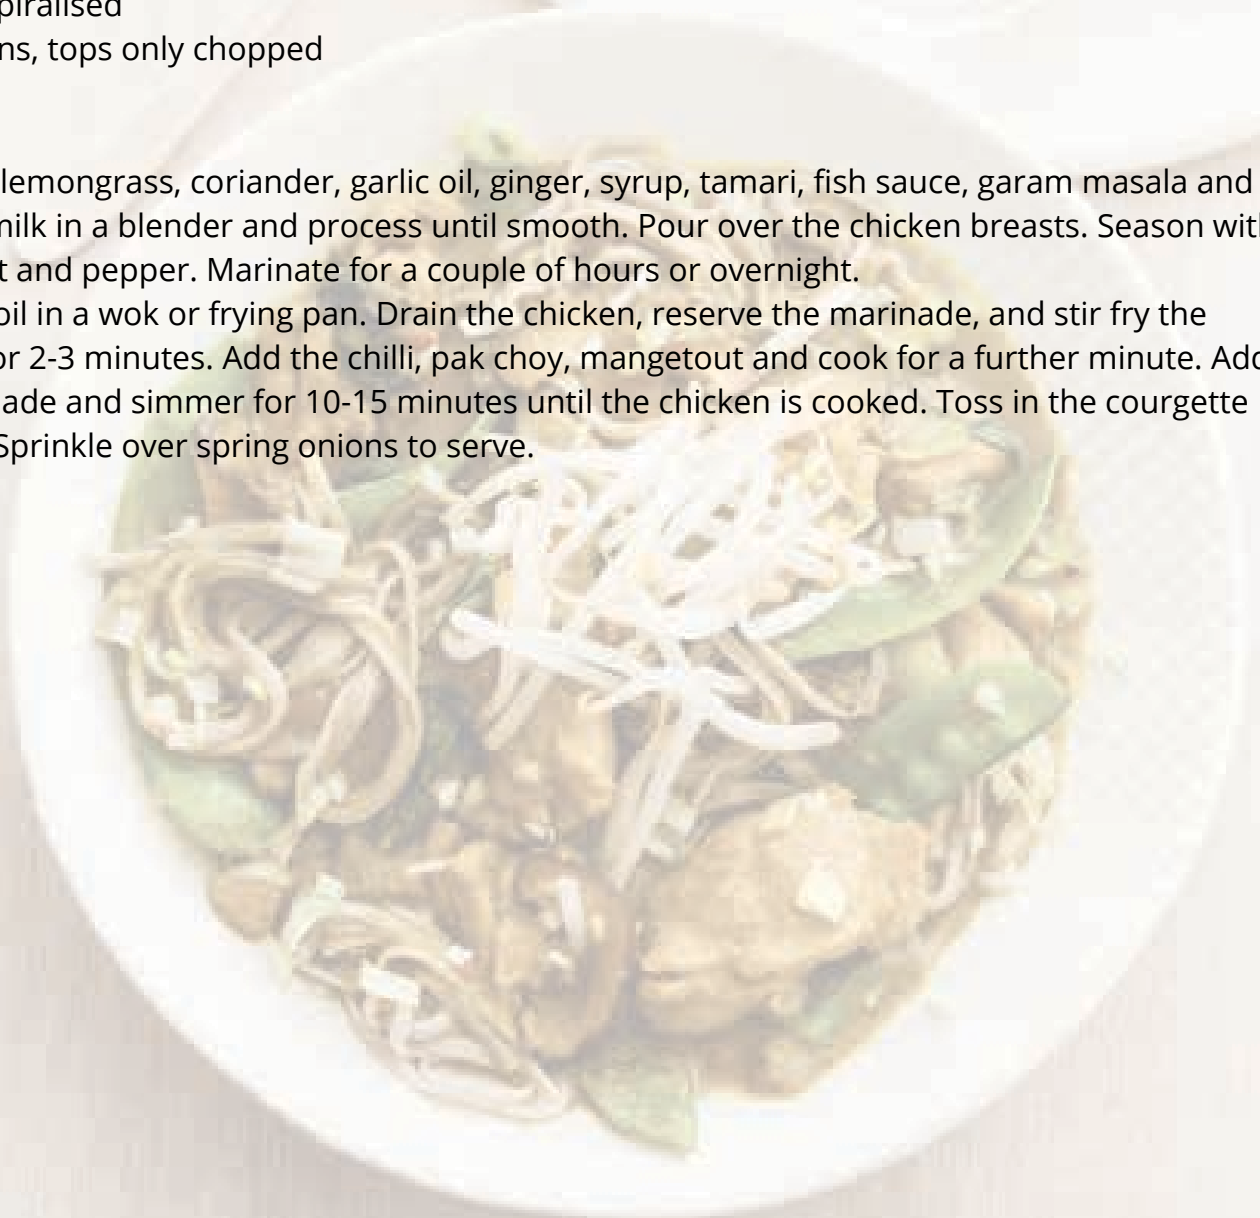 piralised
ns, tops only chopped
lemongrass, coriander, garlic oil, ginger, syrup, tamari, fish sauce, garam masala and
milk in a blender and process until smooth. Pour over the chicken breasts. Season with
t and pepper. Marinate for a couple of hours or overnight.
oil in a wok or frying pan. Drain the chicken, reserve the marinade, and stir fry the
or 2-3 minutes. Add the chilli, pak choy, mangetout and cook for a further minute. Add
ade and simmer for 10-15 minutes until the chicken is cooked. Toss in the courgette
Sprinkle over spring onions to serve.